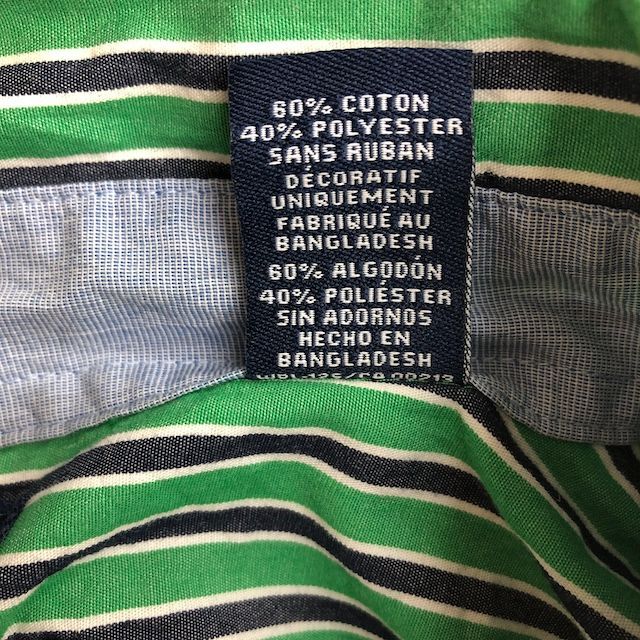 60% COTON
40% POLYESTER
SANS RUBAN
DÉCORATIF
UNIQUEMENT
FABRIQUÉ AU
BANGLADESH
60% ALGODÓN
40% POLIÉSTER
SIN ADORNOS
HECHO EN
BANGLADESH